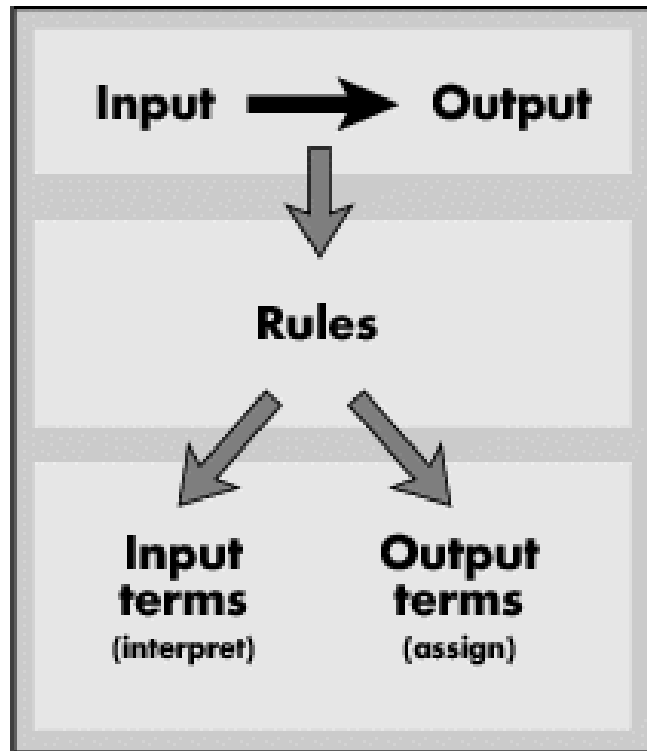 Input Output
Rules
Input
terms
(interpret)
Output
terms
(assign)